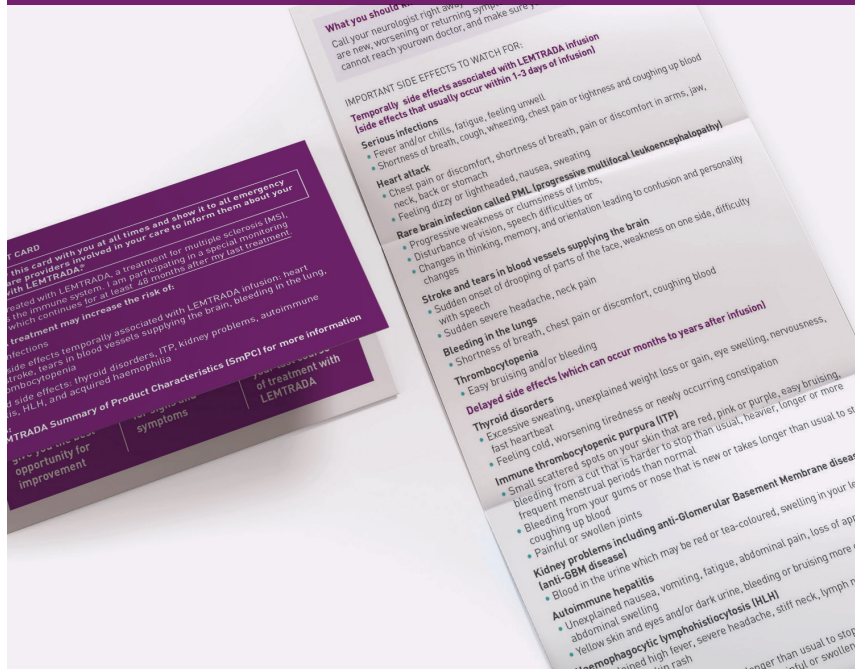 What you should
Call your neurologist right away
are new, worsening or returning
cannot reach yourown doctor, and make sure
IMPORTANT SIDE EFFECTS TO WATCH FOR:
Temporally side effects associated with LEMTRADA infusion
(side effects that usually occur within 1-3 days of infusion)
Serious infections
• Fever and/or chills, fatigue, feeling unwell
• Shortness of breath, cough, wheezing, chest pain or tightness and coughing up blood
Heart attack
• Chest pain or discomfort, shortness of breath, pain or discomfort in arms, jaw,
neck, back or stomach
• Feeling dizzy or lightheaded, nausea, sweating
Rare brain infection called PML (progressive multifocal leukoencephalopathy)
• Progressive weakness or clumsiness of limbs,
• Disturbance of vision, speech difficulties or
• Changes in thinking, memory, and orientation leading to confusion and personality
changes
Stroke and tears in blood vessels supplying the brain
• Sudden onset of drooping of parts of the face, weakness on one side, difficulty
with speech
• Sudden severe headache, neck pain
Bleeding in the lungs
• Shortness of breath, chest pain or discomfort, coughing blood
Thrombocytopenia
• Easy bruising and/or bleeding
Delayed side effects (which can occur months to years after infusion)
Thyroid disorders
• Excessive sweating, unexplained weight loss or gain, eye swelling, nervousness,
fast heartbeat
• Feeling cold, worsening tiredness or newly occurring constipation
Immune thrombocytopenic purpura (ITP)
• Small scattered spots on your skin that are red, pink or purple, easy bruising,
bleeding from a cut that is harder to stop than usual, heavier, longer or more
frequent menstrual periods than normal
• Bleeding from your gums or nose that is new or takes longer than usual to
coughing up blood
• Painful or swollen joints
Kidney problems including anti-Glomerular Basement Membrane
(anti-GBM disease)
• Blood in the urine which may be red or tea-coloured, swelling in your
Autoimmune hepatitis
• Unexplained nausea, vomiting, fatigue, abdominal pain, loss of
abdominal swelling
• Yellow skin and eyes and/or dark urine, bleeding or bruising more
lymphohistiocytosis (HLH)
high fever, severe headache, stiff neck, lymph
skin rash
longer than usual to stop
or swollen
CARD
this card with you at all times and show it to all emergency
care providers involved in your care to inform them about your
with LEMTRADA.
treated with LEMTRADA, a treatment for multiple sclerosis (MS),
the immune system. I am participating in a special monitoring
which continues for at least 48 months after my last treatment.
treatment may increase the risk of:
infections
side effects temporally associated with LEMTRADA infusion: heart
stroke, tears in blood vessels supplying the brain, bleeding in the lung,
side effects: thyroid disorders, ITP, kidney problems, autoimmune
HLH, and acquired haemophilia
LEMTRADA Summary of Product Characteristics (SmPC) for more information
give you the best
opportunity for
improvement
symptoms
of treatment with
LEMTRADA